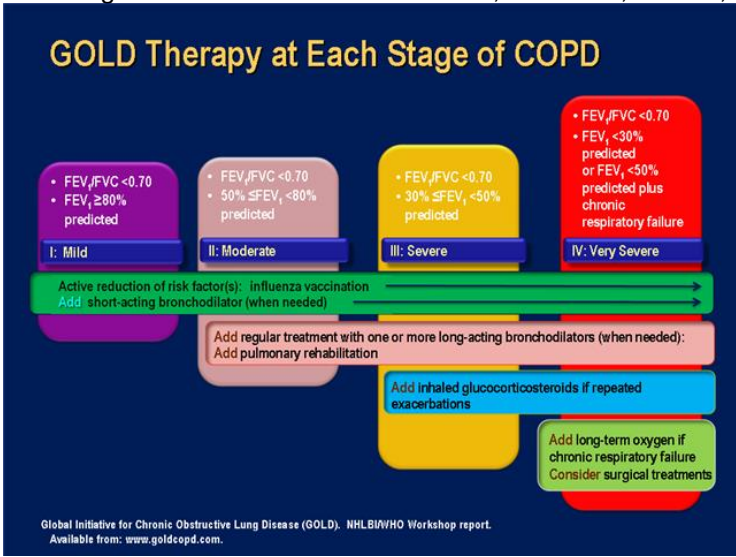 GOLD Therapy at Each Stage of COPD
• FEV₁/FVC <0.70
• FEV₁ ≥80%
predicted
I: Mild
• FEV₁/FVC <0.70
• 50% ≤FEV₁ <80%
predicted
II: Moderate
• FEV₁/FVC <0.70
• 30% ≤FEV₁ <50%
predicted
III: Severe
• FEV₁/FVC <0.70
• FEV₁ <30%
predicted
or FEV₁ <50%
predicted plus
chronic
respiratory failure
IV: Very Severe
Active reduction of risk factor(s): influenza vaccination
Add short-acting bronchodilator (when needed)
Add regular treatment with one or more long-acting bronchodilators (when needed):
Add pulmonary rehabilitation
Add inhaled glucocorticosteroids if repeated
exacerbations
Add long-term oxygen if
chronic respiratory failure
Consider surgical treatments
Global Initiative for Chronic Obstructive Lung Disease (GOLD). NHLBI/WHO Workshop report.
Available from: www.goldcopd.com.